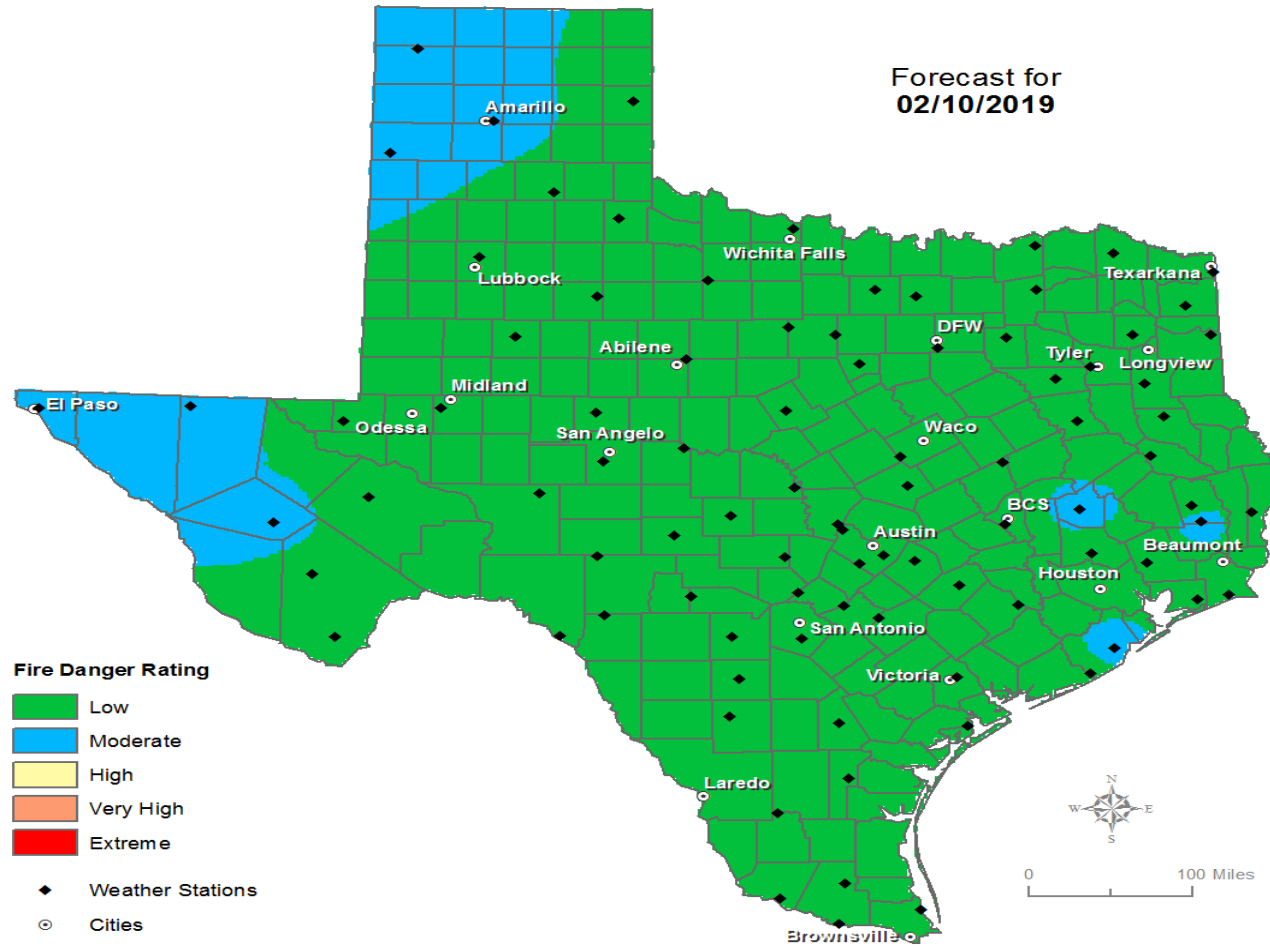 Forecast for
02/10/2019
Amarillo
Wichita Falls
Lubbock
Texarkana
DFW
Abilene
Tyler
Longview
Midland
El Paso
Odessa
San Angelo
Waco
BCS
Austin
Beaumont
Houston
San Antonio
Victoria
Laredo
Brownsville
Fire Danger Rating
Low
Moderate
High
Very High
Extreme
Weather Stations
Cities
N
W
E
S
0
100 Miles